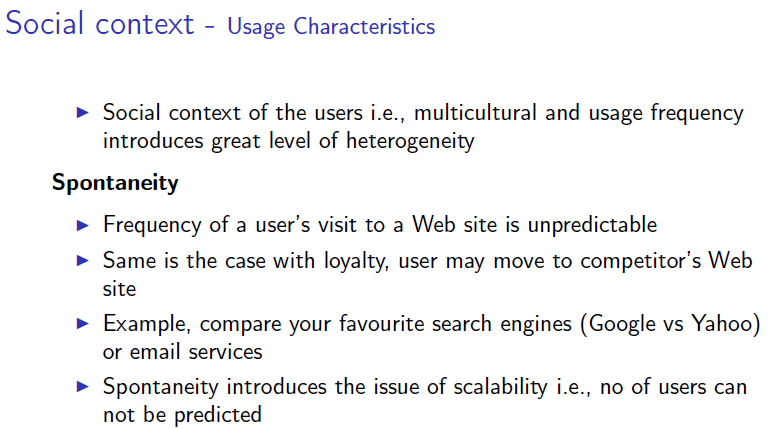 Social context - Usage Characteristics
Social context of the users i.e., multicultural and usage frequency
introduces great level of heterogeneity
Spontaneity
Frequency of a user's visit to a Web site is unpredictable
Same is the case with loyalty, user may move to competitor's Web
site
Example, compare your favourite search engines (Google vs Yahoo)
or email services
Spontaneity introduces the issue of scalability i.e., no of users can
not be predicted